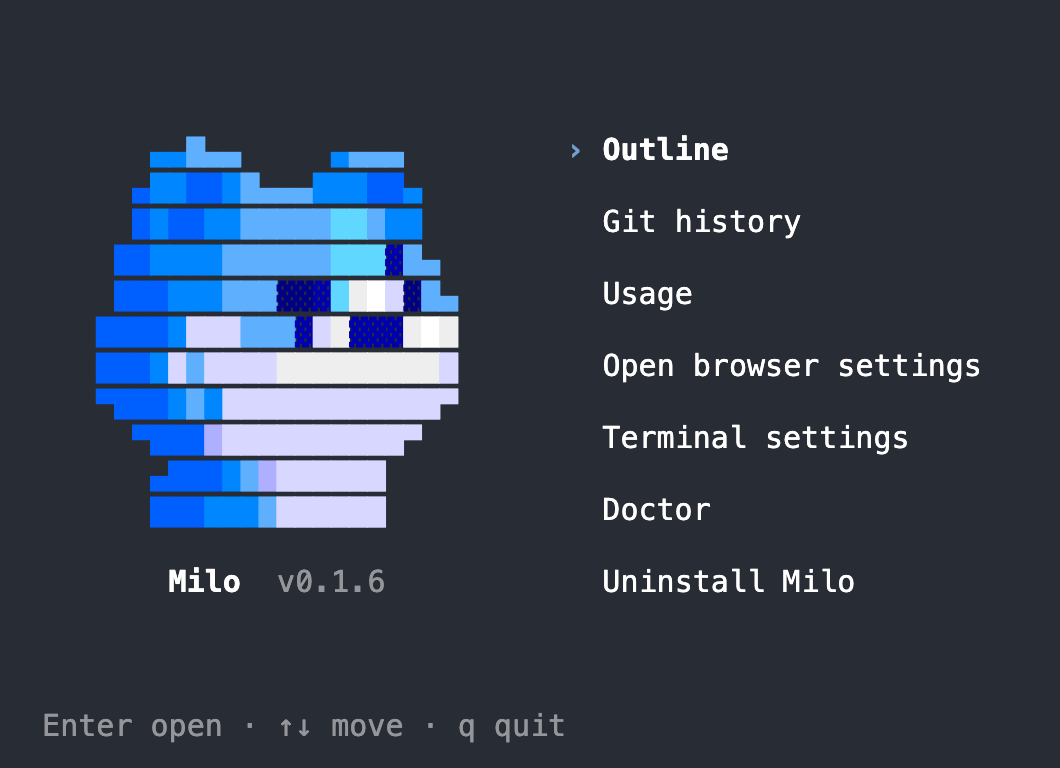 › Outline
Git history
Usage
Open browser settings
Terminal settings
Doctor
Uninstall Milo
Milo v0.1.6
Enter open · ↑↓ move · q quit